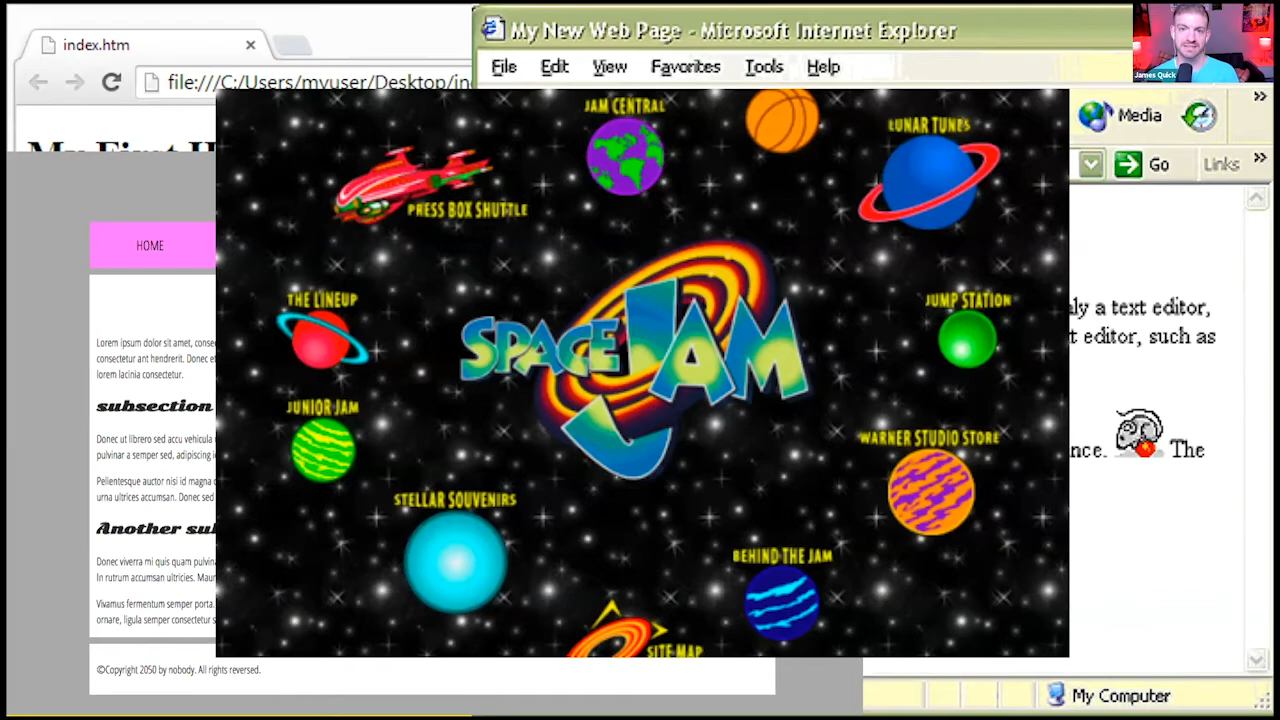 index.htm
file:///C:/Users/myuser/Desktop/in
My First H
My New Web Page - Microsoft Internet Explorer
File Edit View Favorites Tools Help
James Quick
Media
Go Links
HOME
Lorem ipsum dolor sit amet, conse
consectetur ant hendrerit. Donec et
lorem lacinia consectetur.
subsection
Donec ut librero sed accu vehicula
pulvinar a semper sed, adipiscing i
Pelientesque auctor nisi id magna c
urna ultrices accumsan. Donec sed
Another su
Donec viverra mi quis quam pulvina
In rutrum accumsan ultricies. Maur
Vivamus fermentum semper porta.
ornare, ligula semper consectetur s
©Copyright 2050 by nobody. All rights reversed.
JAM CENTRAL
LUNAR TUNES
PRESS BOX SHUTTLE
THE LINEUP
SPACE JAM
JUMP STATION
JUNIOR JAM
WARNER STUDIO STORE
STELLAR SOUVENIRS
BEHIND THE JAM
SITE MAP
ly a text editor,
t editor, such as
nce. The
My Computer